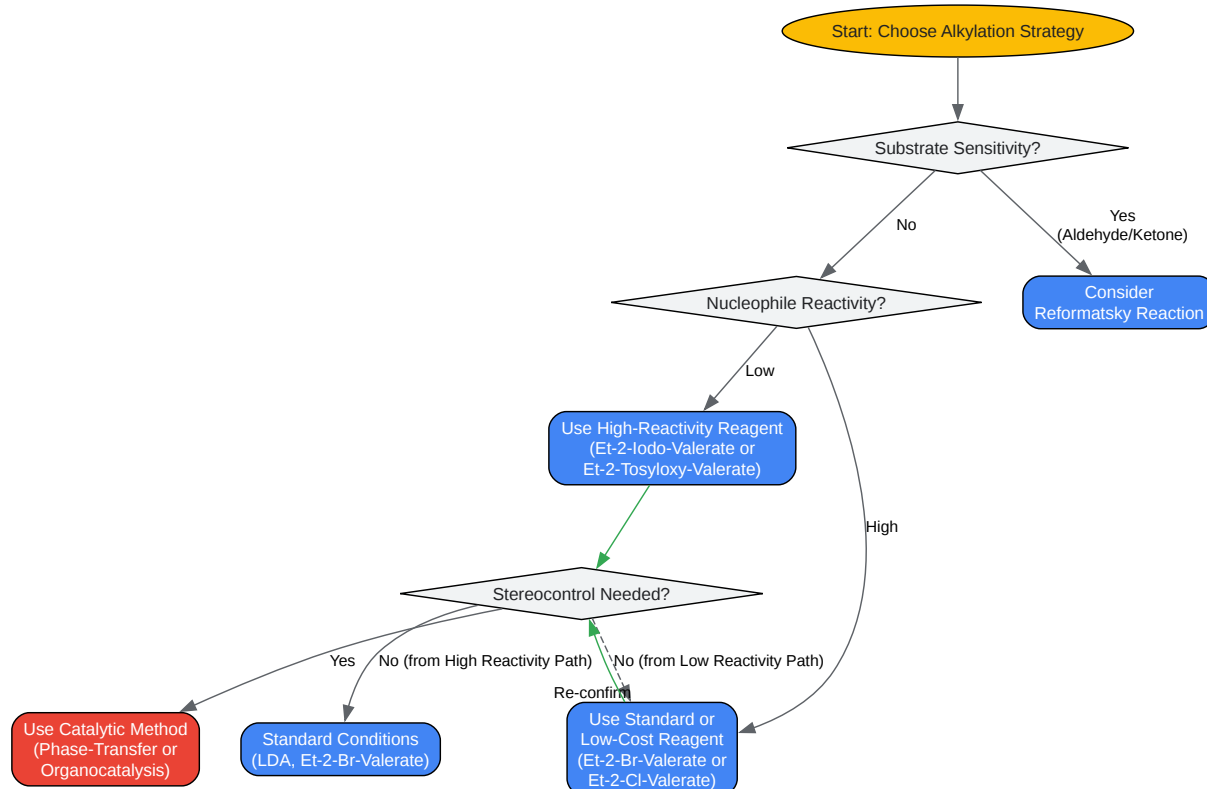 Start: Choose Alkylation Strategy
Substrate Sensitivity?
No
Yes
(Aldehyde/Ketone)
Nucleophile Reactivity?
Consider
Reformatsky Reaction
Low
Use High-Reactivity Reagent
(Et-2-Iodo-Valerate or
Et-2-Tosyloxy-Valerate)
High
Stereocontrol Needed?
Yes
No (from High Reactivity Path)
No (from Low Reactivity Path)
Re-confirm
Use Catalytic Method
(Phase-Transfer or
Organocatalysis)
Standard Conditions
(LDA, Et-2-Br-Valerate)
Use Standard or
Low-Cost Reagent
(Et-2-Br-Valerate or
Et-2-Cl-Valerate)